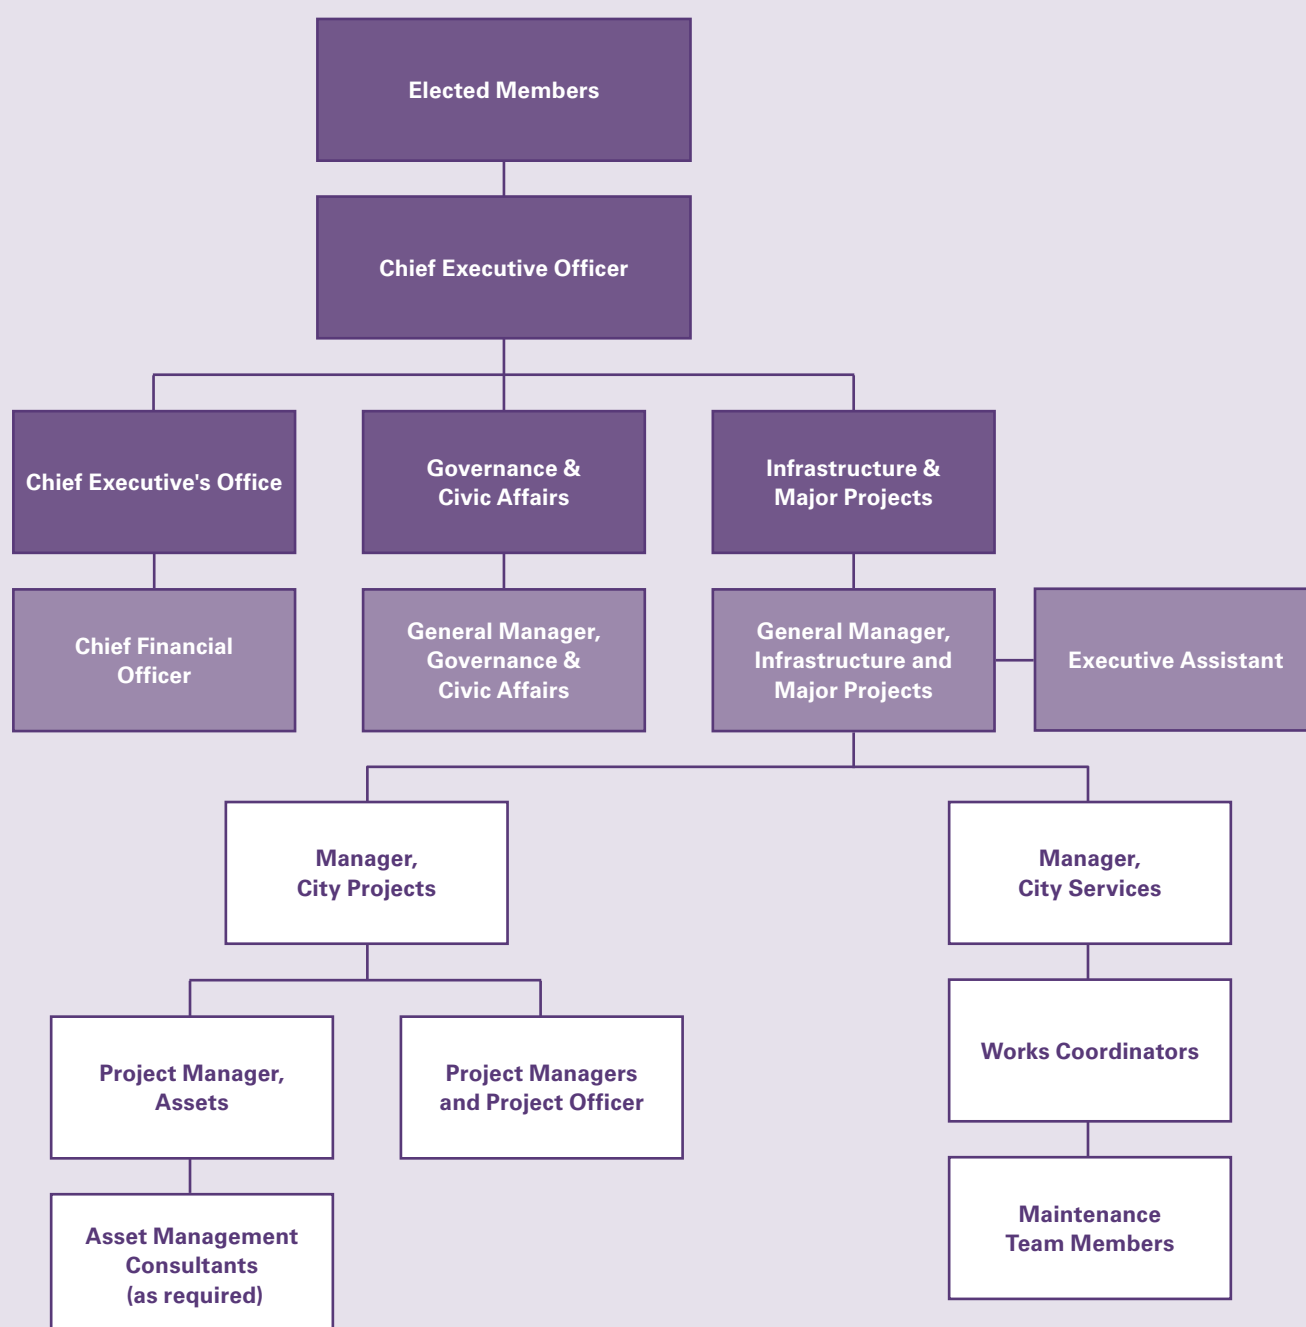 Elected Members
Chief Executive Officer
Chief Executive's Office
Governance &
Civic Affairs
Infrastructure &
Major Projects
Chief Financial
Officer
General Manager,
Governance &
Civic Affairs
General Manager,
Infrastructure and
Major Projects
Executive Assistant
Manager,
City Projects
Manager,
City Services
Project Manager,
Assets
Project Managers
and Project Officer
Works Coordinators
Asset Management
Consultants
(as required)
Maintenance
Team Members